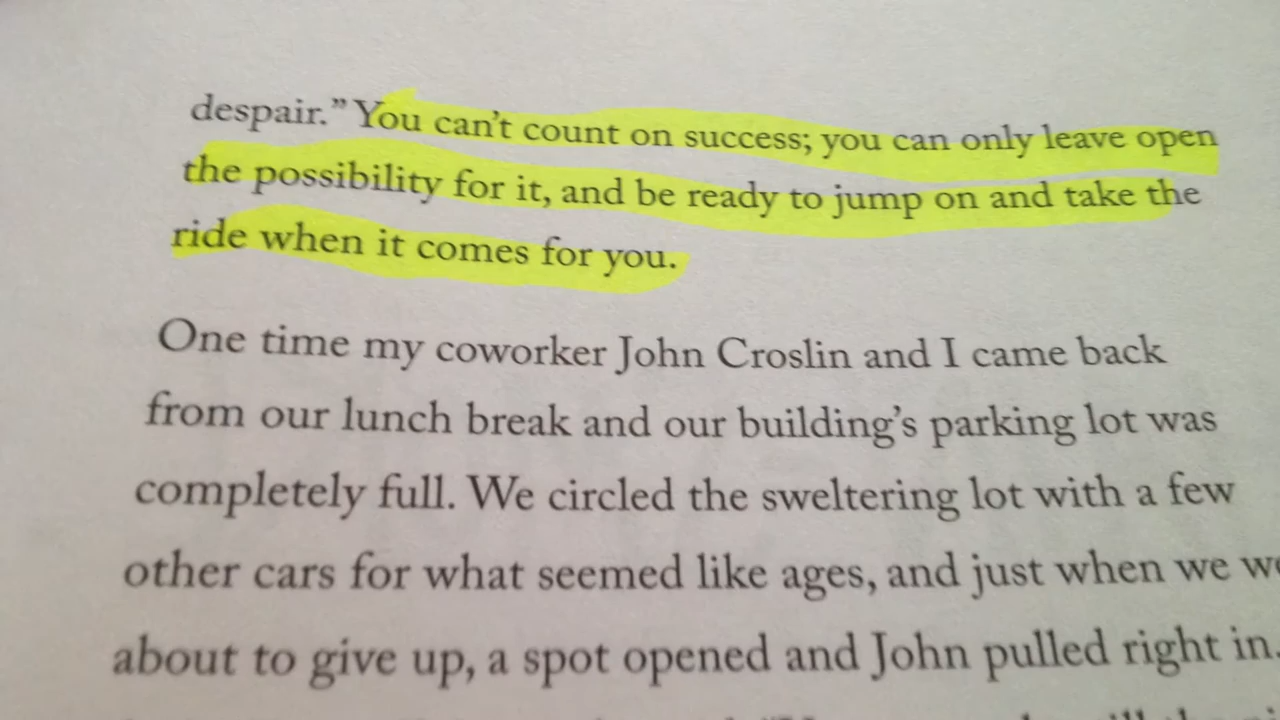 despair.” You can’t count on success; you can only leave open
the possibility for it, and be ready to jump on and take the
ride when it comes for you.
One time my coworker John Croslin and I came back
from our lunch break and our building’s parking lot was
completely full. We circled the sweltering lot with a few
other cars for what seemed like ages, and just when we
about to give up, a spot opened and John pulled right in.